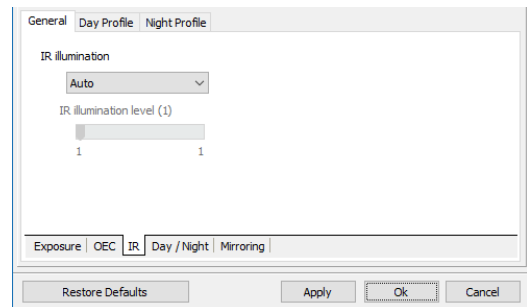 General Day Profile Night Profile
IR illumination
Auto
IR illumination level (1)
1 1
Exposure OEC IR Day / Night Mirroring
Restore Defaults Apply Ok Cancel